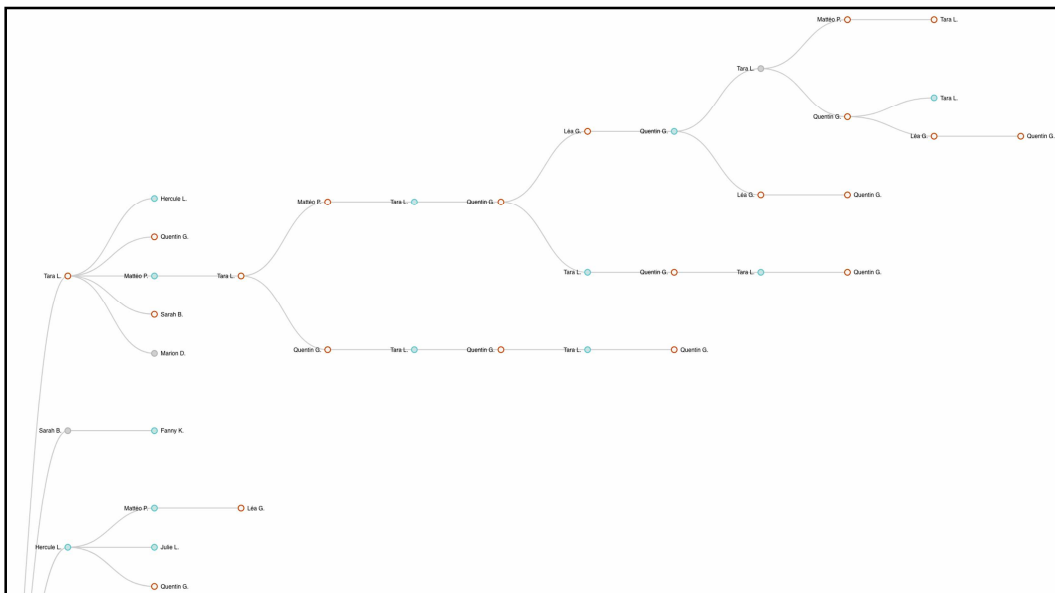 Mattéo P.
Tara L.
Tara L.
Tara L.
Quentin G.
Léa G.
Quentin G.
Léa G.
Quentin G.
Léa G.
Quentin G.
Hercule L.
Mattéo P.
Tara L.
Quentin G.
Quentin G.
Tara L.
Quentin G.
Tara L.
Quentin G.
Tara L.
Mattéo P.
Tara L.
Sarah B.
Quentin G.
Tara L.
Quentin G.
Tara L.
Quentin G.
Marion D.
Sarah B.
Fanny K.
Mattéo P.
Léa G.
Hercule L.
Julie L.
Quentin G.